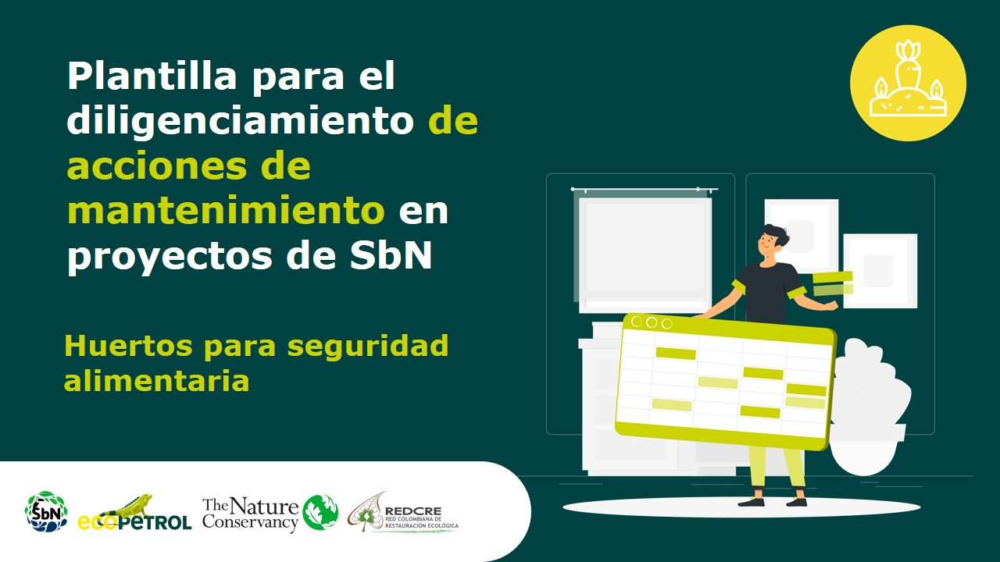 Plantilla para el
diligenciamiento de
acciones de
mantenimiento en
proyectos de SbN
Huertos para seguridad
alimentaria
SbN
ecoPETROL
The Nature
Conservancy
REDCRE
RED COLOMBIANA DE
RESTAURACIÓN ECOLÓGICA